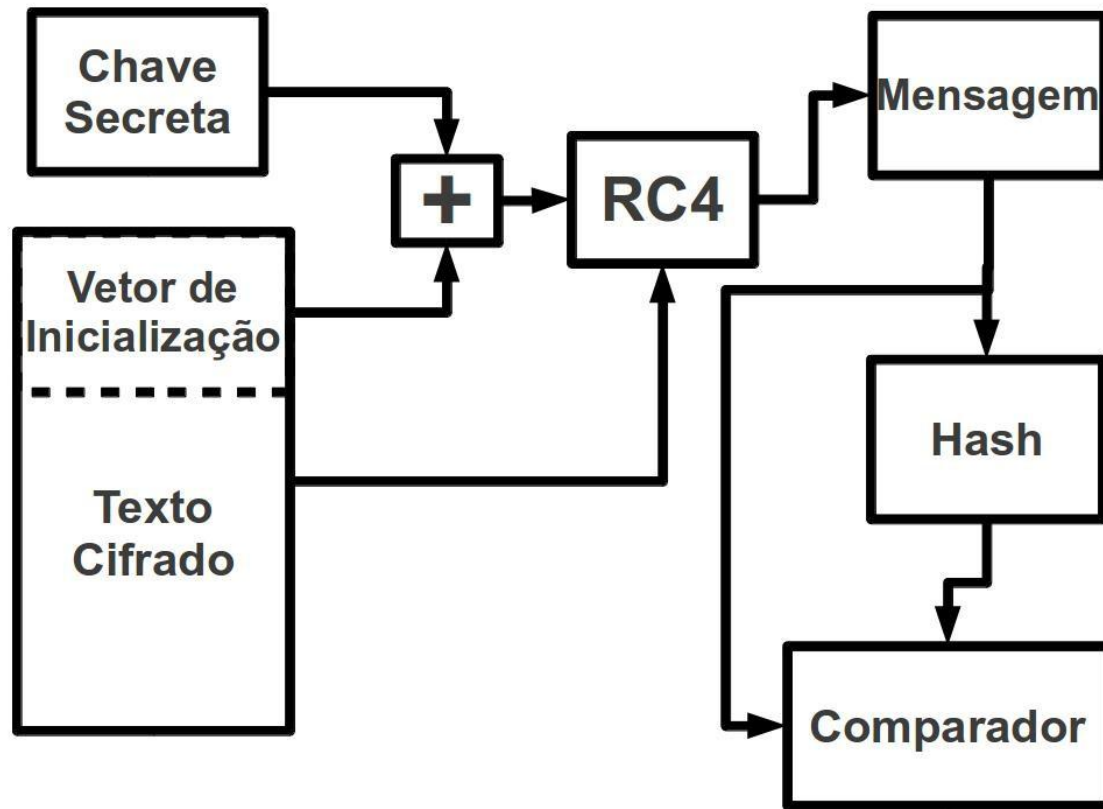 Chave
Secreta
+
RC4
Mensagem
Vetor de
Inicialização
Texto
Cifrado
Hash
Comparador